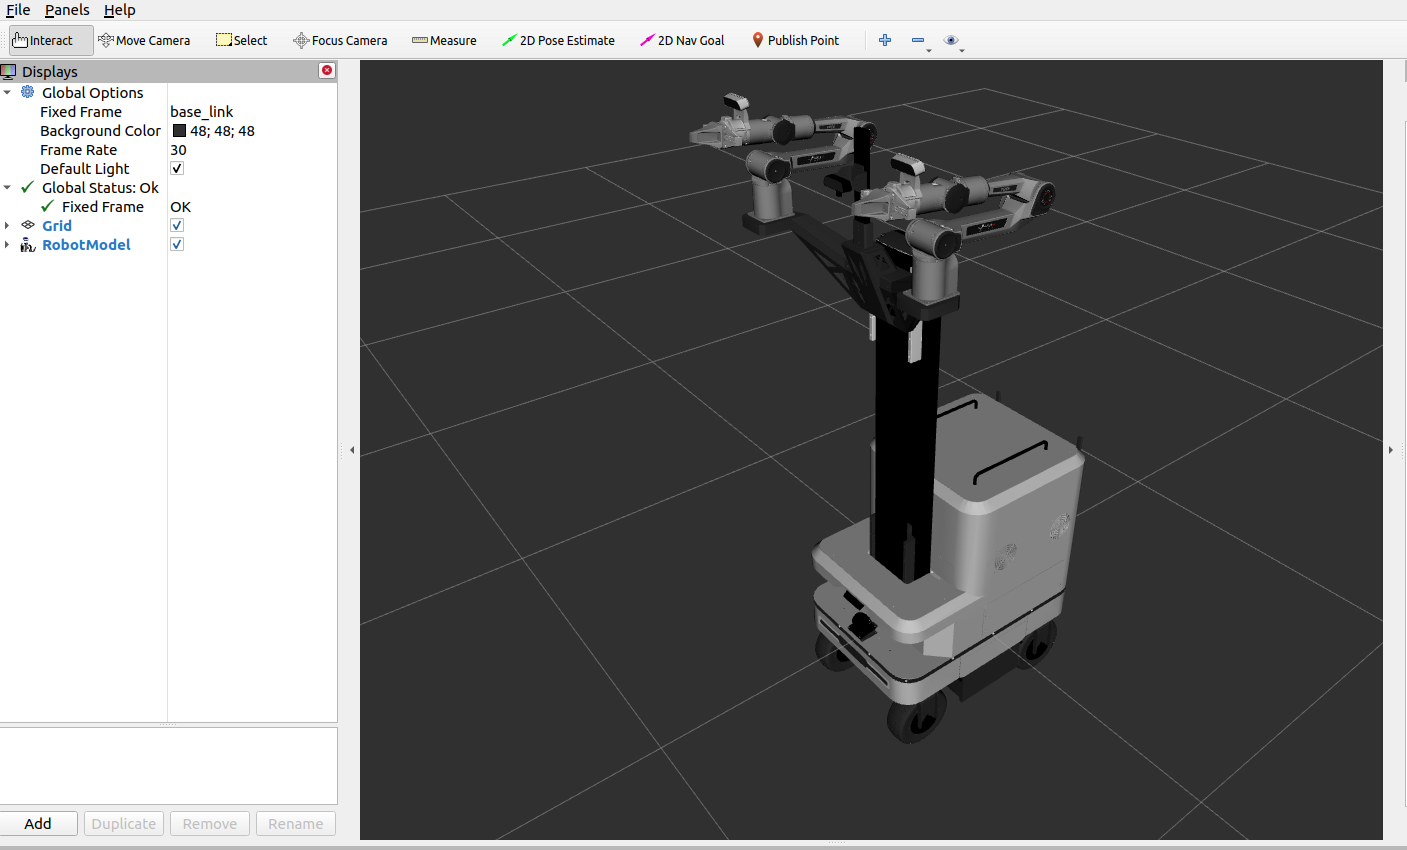 File Panels Help
Interact Move Camera Select Focus Camera Measure 2D Pose Estimate 2D Nav Goal Publish Point
Displays
Global Options
Fixed Frame base_link
Background Color 48; 48; 48
Frame Rate 30
Default Light
Global Status: Ok
Fixed Frame OK
Grid
RobotModel
Add Duplicate Remove Rename